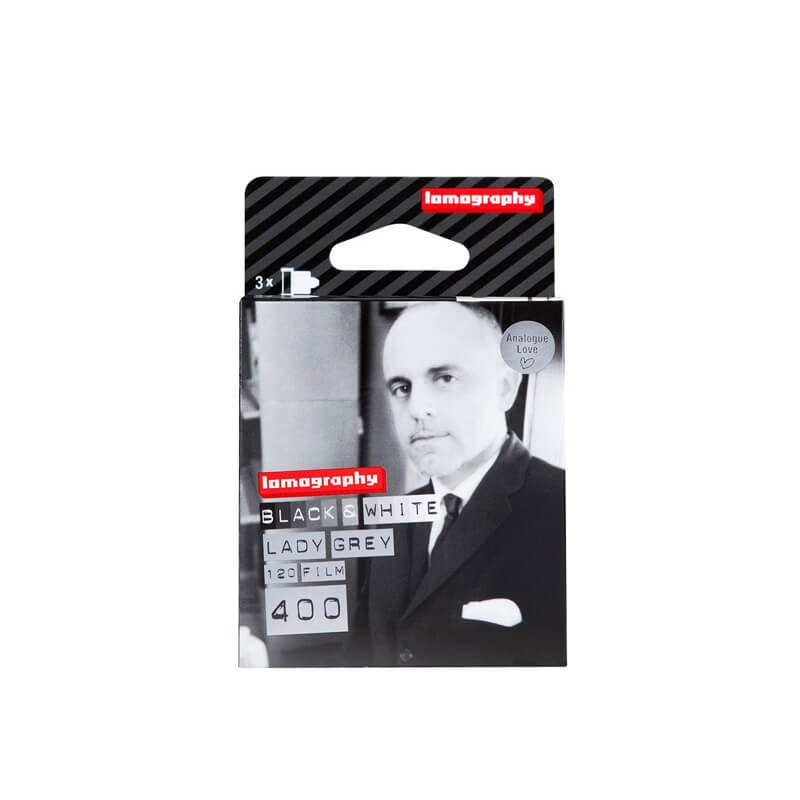 lomography
3x
Analogue
Love
lomography
BLACK & WHITE
LADY GREY
120 FILM
400